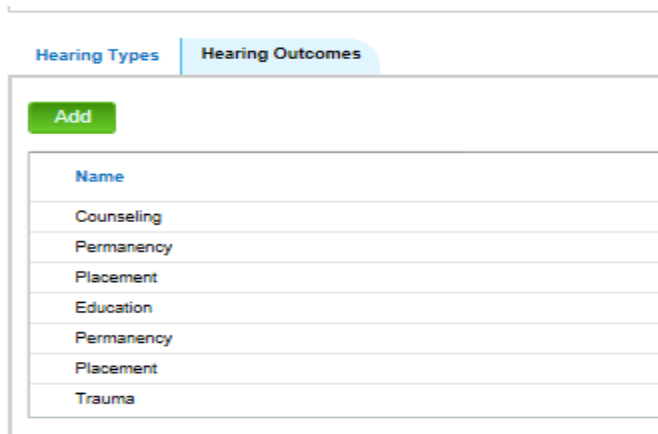 Hearing Types Hearing Outcomes
Add
Name
Counseling
Permanency
Placement
Education
Permanency
Placement
Trauma